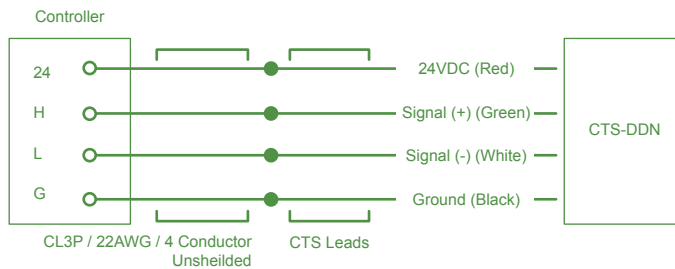 Controller
24
24VDC (Red)
H
Signal (+) (Green)
CTS-DDN
L
Signal (-) (White)
G
Ground (Black)
CL3P / 22AWG / 4 Conductor
Unsheilded
CTS Leads